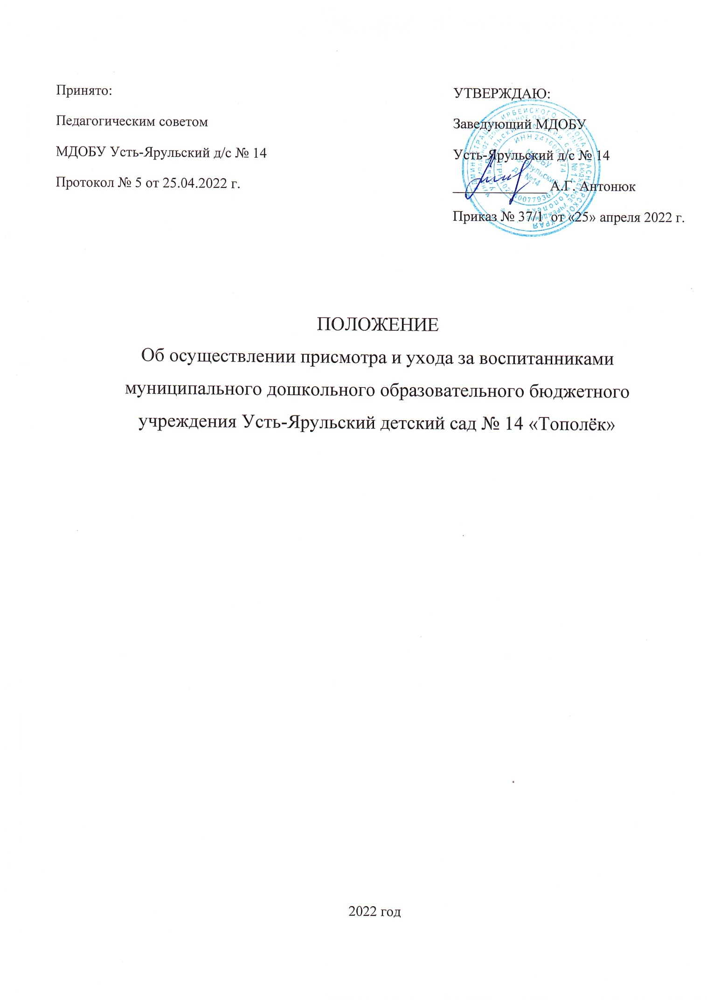 Принято:
Педагогическим советом
МДОБУ Усть-Ярульский д/с № 14
Протокол № 5 от 25.04.2022 г.
УТВЕРЖДАЮ:
Заведующий МДОБУ
Усть-Ярульский д/с № 14
А.Г. Антонюк
Приказ № 37/1 от «25» апреля 2022 г.
ПОЛОЖЕНИЕ
Об осуществлении присмотра и ухода за воспитанниками
муниципального дошкольного образовательного бюджетного
учреждения Усть-Ярульский детский сад № 14 «Тополёк»
2022 год